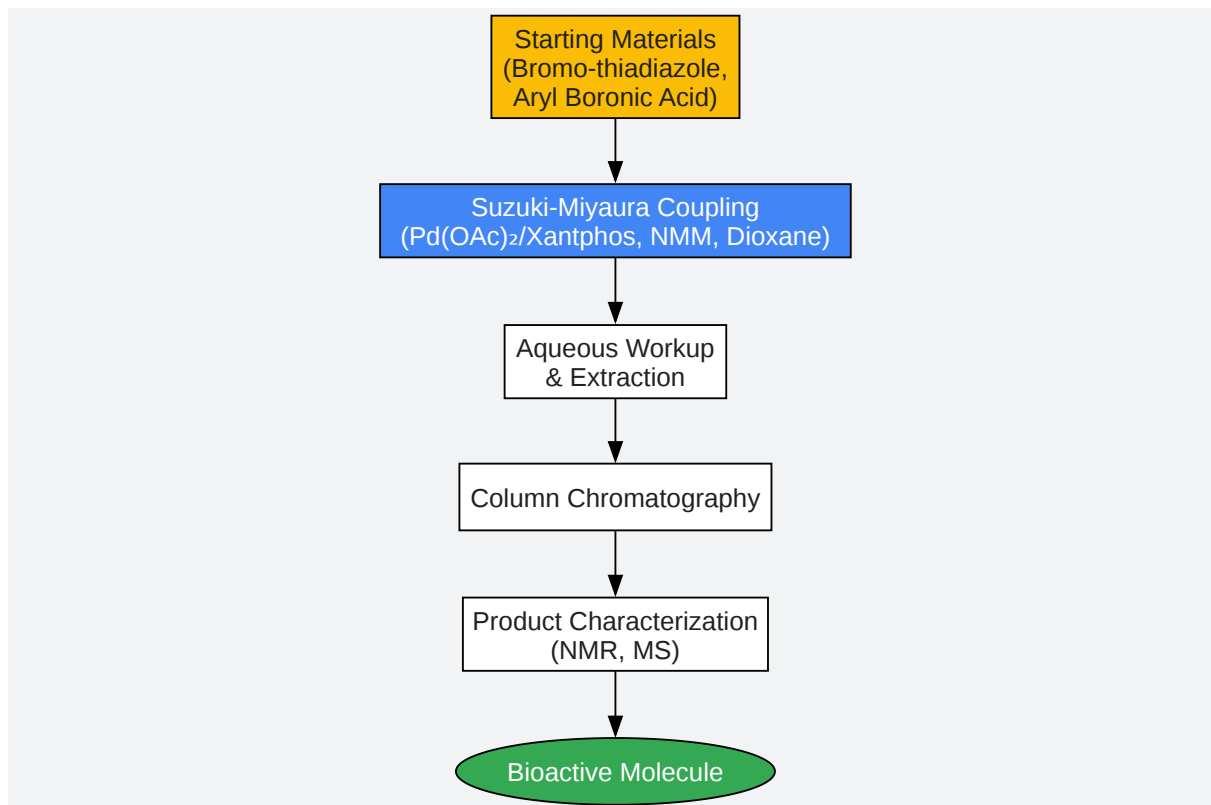 Starting Materials
(Bromo-thiadiazole,
Aryl Boronic Acid)
Suzuki-Miyaura Coupling
(Pd(OAc)₂/Xantphos, NMM, Dioxane)
Aqueous Workup
& Extraction
Column Chromatography
Product Characterization
(NMR, MS)
Bioactive Molecule